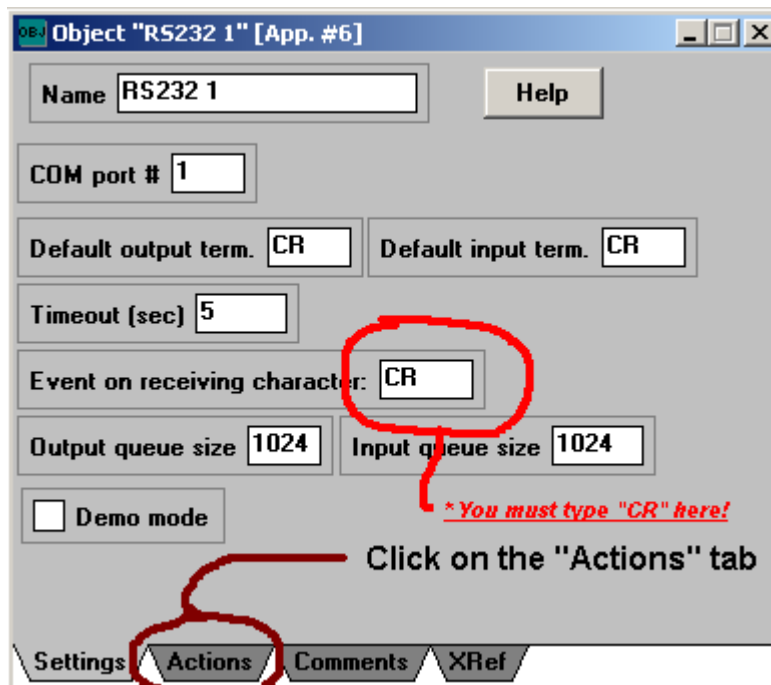 OBJ Object "RS232 1" [App. #6]
Name RS232 1 Help
COM port # 1
Default output term. CR Default input term. CR
Timeout (sec) 5
Event on receiving character: CR
Output queue size 1024 Input queue size 1024
* You must type "CR" here!
Demo mode
Click on the "Actions" tab
Settings Actions Comments XRef